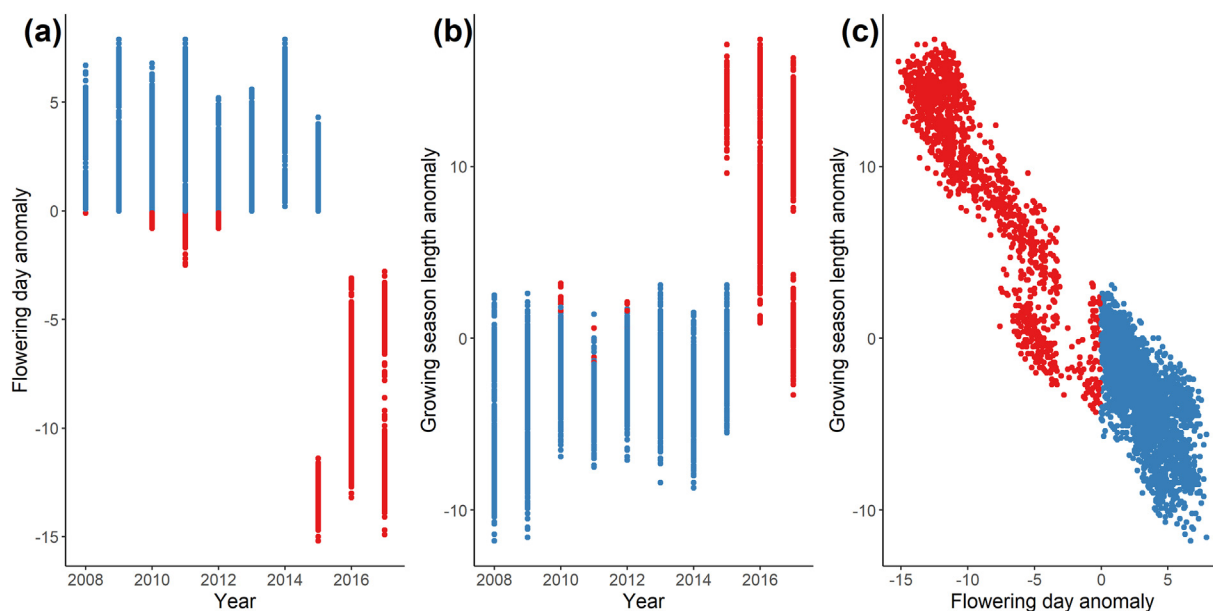 (a)
Flowering day anomaly
5
0
-5
-10
-15
2008 2010 2012 2014 2016
Year
(b)
Growing season length anomaly
10
0
-10
2008 2010 2012 2014 2016
Year
(c)
Growing season length anomaly
10
0
-10
-15 -10 -5 0 5
Flowering day anomaly